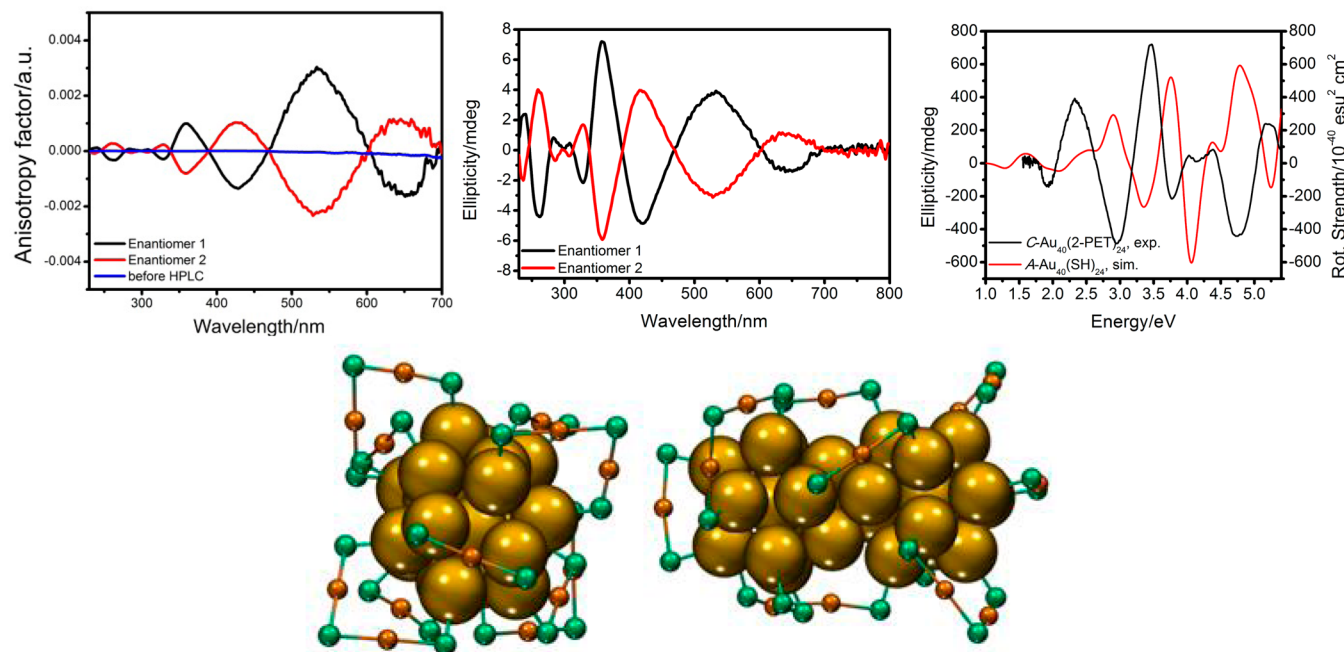 Anisotropy factor/a.u.
0.004
0.002
0.000
-0.002
-0.004
Enantiomer 1
Enantiomer 2
before HPLC
300 400 500 600 700
Wavelength/nm
Ellipticity/mdeg
8
6
4
2
0
-2
-4
-6
-8
Enantiomer 1
Enantiomer 2
300 400 500 600 700 800
Wavelength/nm
Ellipticity/mdeg
800
600
400
200
0
-200
-400
-600
C-Au40(2-PET)24, exp.
A-Au40(SH)24, sim.
1.0 1.5 2.0 2.5 3.0 3.5 4.0 4.5 5.0
Energy/eV
800
600
400
200
0
-200
-400
-600
Rot. Strength/10⁻⁴⁰ esu² cm²